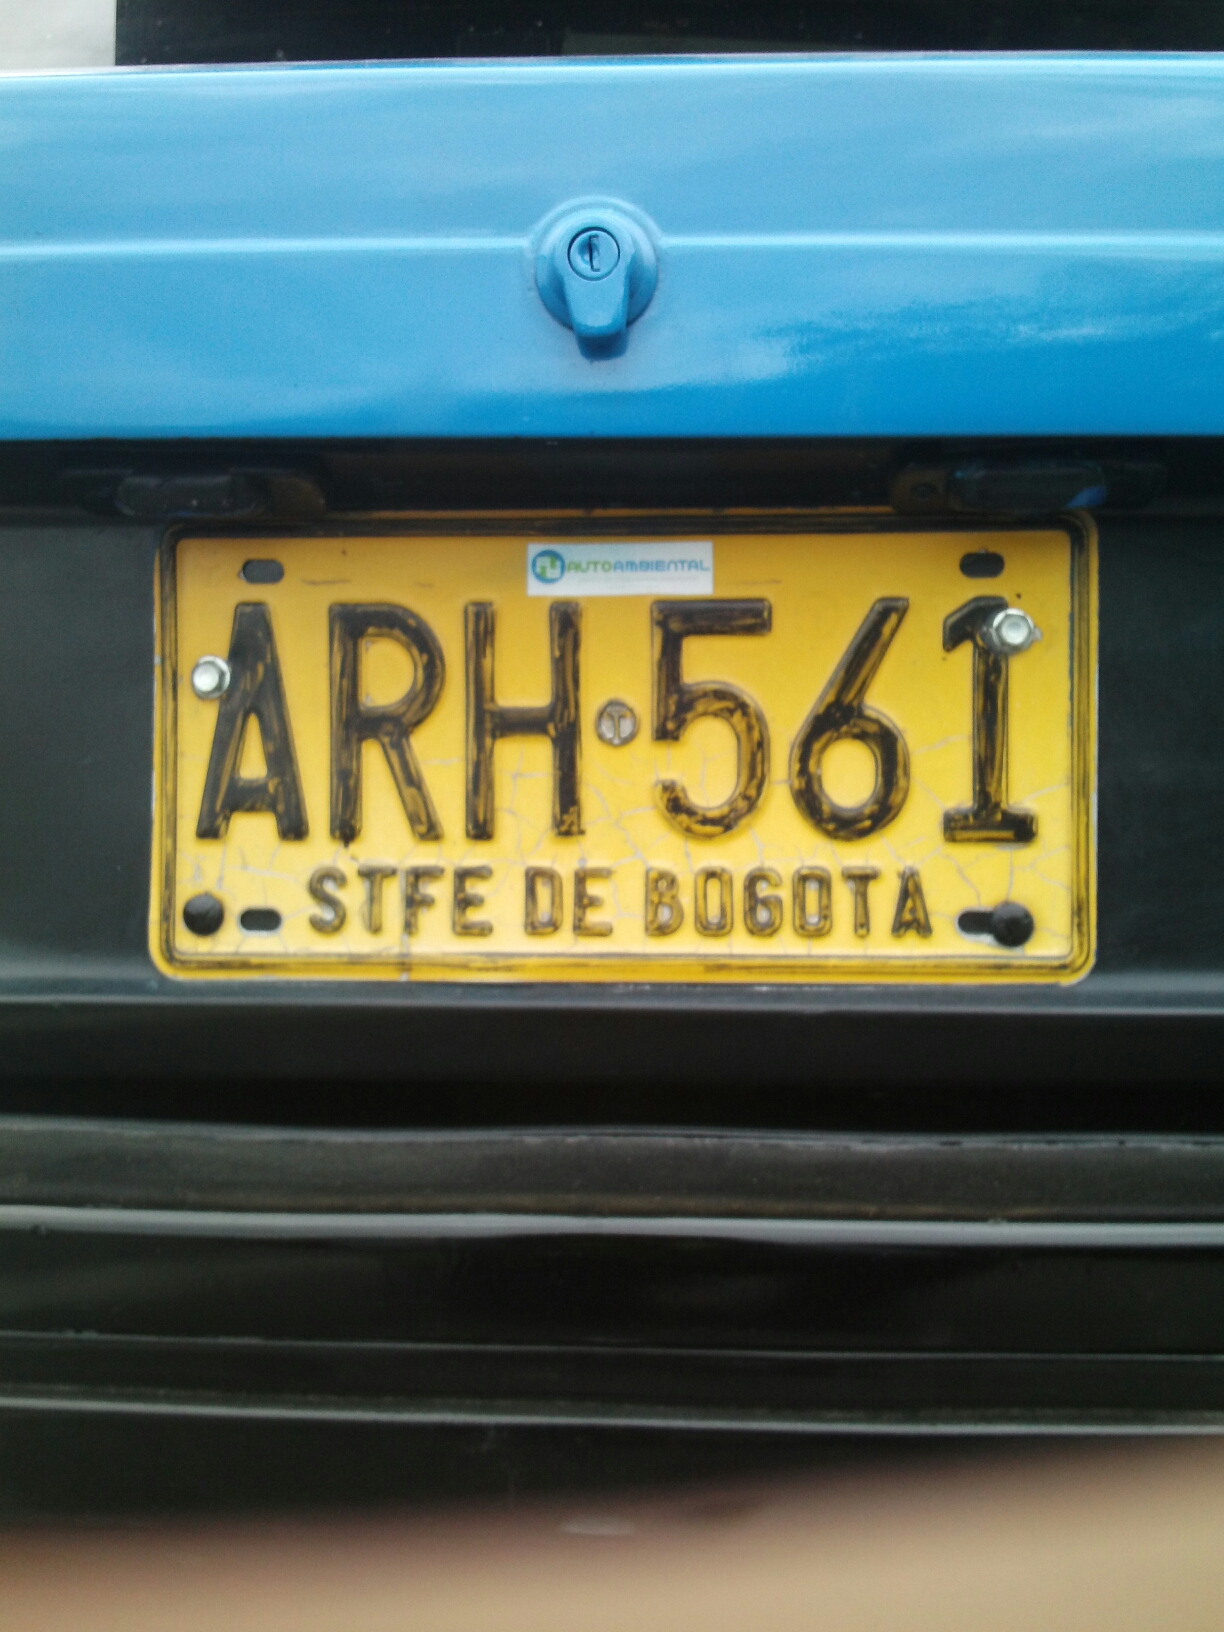 AUTOAMBIENTAL
ARH·561
STFE DE BOGOTA